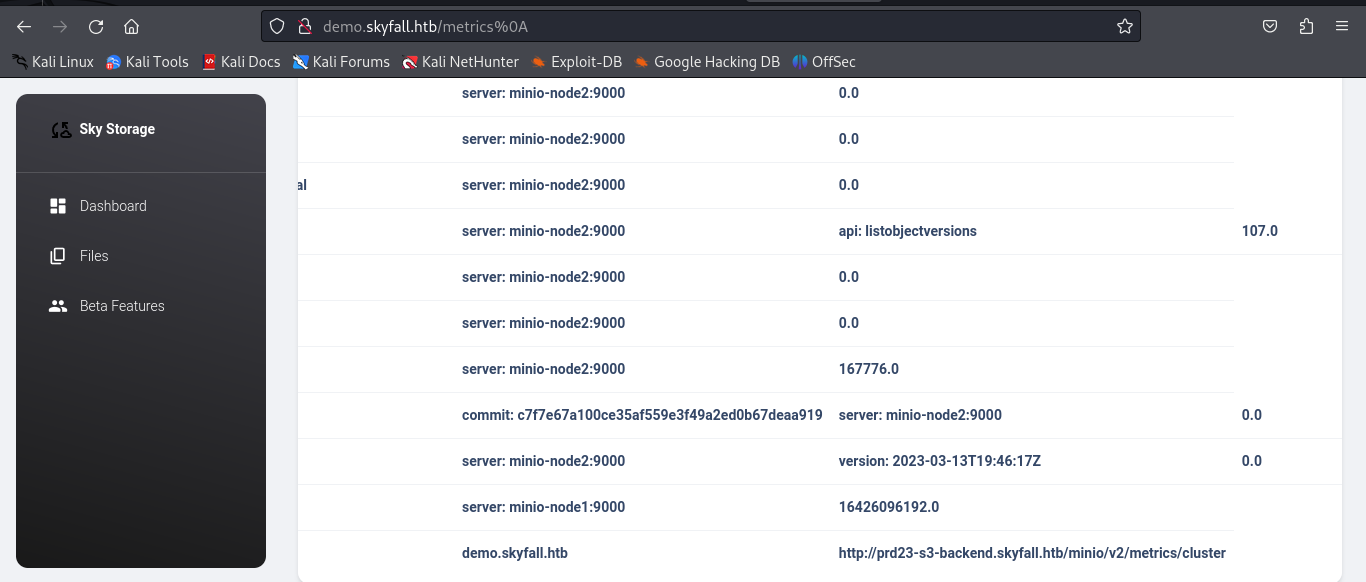 demo.skyfall.htb/metrics%0A
Kali Linux Kali Tools Kali Docs Kali Forums Kali NetHunter Exploit-DB Google Hacking DB OffSec
Sky Storage
Dashboard
Files
Beta Features
server: minio-node2:9000 0.0
server: minio-node2:9000 0.0
al server: minio-node2:9000 0.0
server: minio-node2:9000 api: listobjectversions 107.0
server: minio-node2:9000 0.0
server: minio-node2:9000 0.0
server: minio-node2:9000 167776.0
commit: c7f7e67a100ce35af559e3f49a2ed0b67deaa919 server: minio-node2:9000 0.0
server: minio-node2:9000 version: 2023-03-13T19:46:17Z 0.0
server: minio-node1:9000 16426096192.0
demo.skyfall.htb http://prd23-s3-backend.skyfall.htb/minio/v2/metrics/cluster